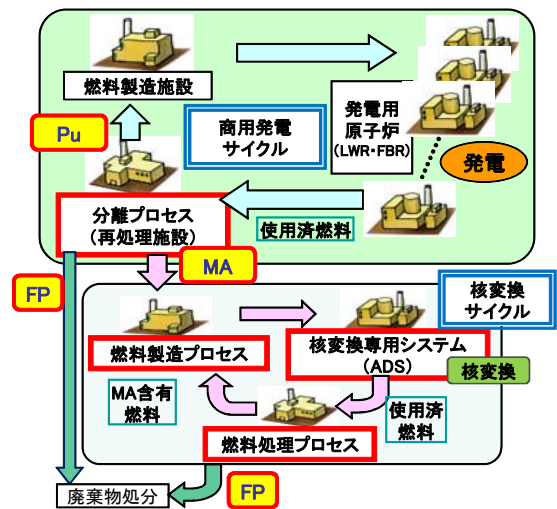 燃料製造施設
Pu
商用発電
サイクル
発電用
原子炉
(LWR・FBR)
発電
分離プロセス
(再処理施設)
使用済燃料
MA
FP
核変換
サイクル
燃料製造プロセス
核変換専用システム
(ADS)
核変換
MA含有
燃料
使用済
燃料
燃料処理プロセス
廃棄物処分
FP